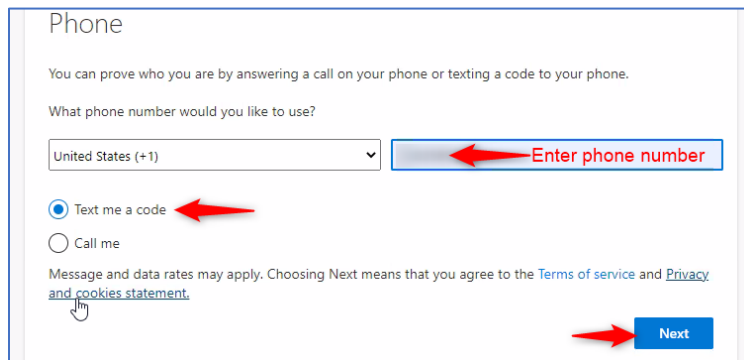 Phone
You can prove who you are by answering a call on your phone or texting a code to your phone.
What phone number would you like to use?
United States (+1)
Enter phone number
Text me a code
Call me
Message and data rates may apply. Choosing Next means that you agree to the Terms of service and Privacy
and cookies statement.
Next